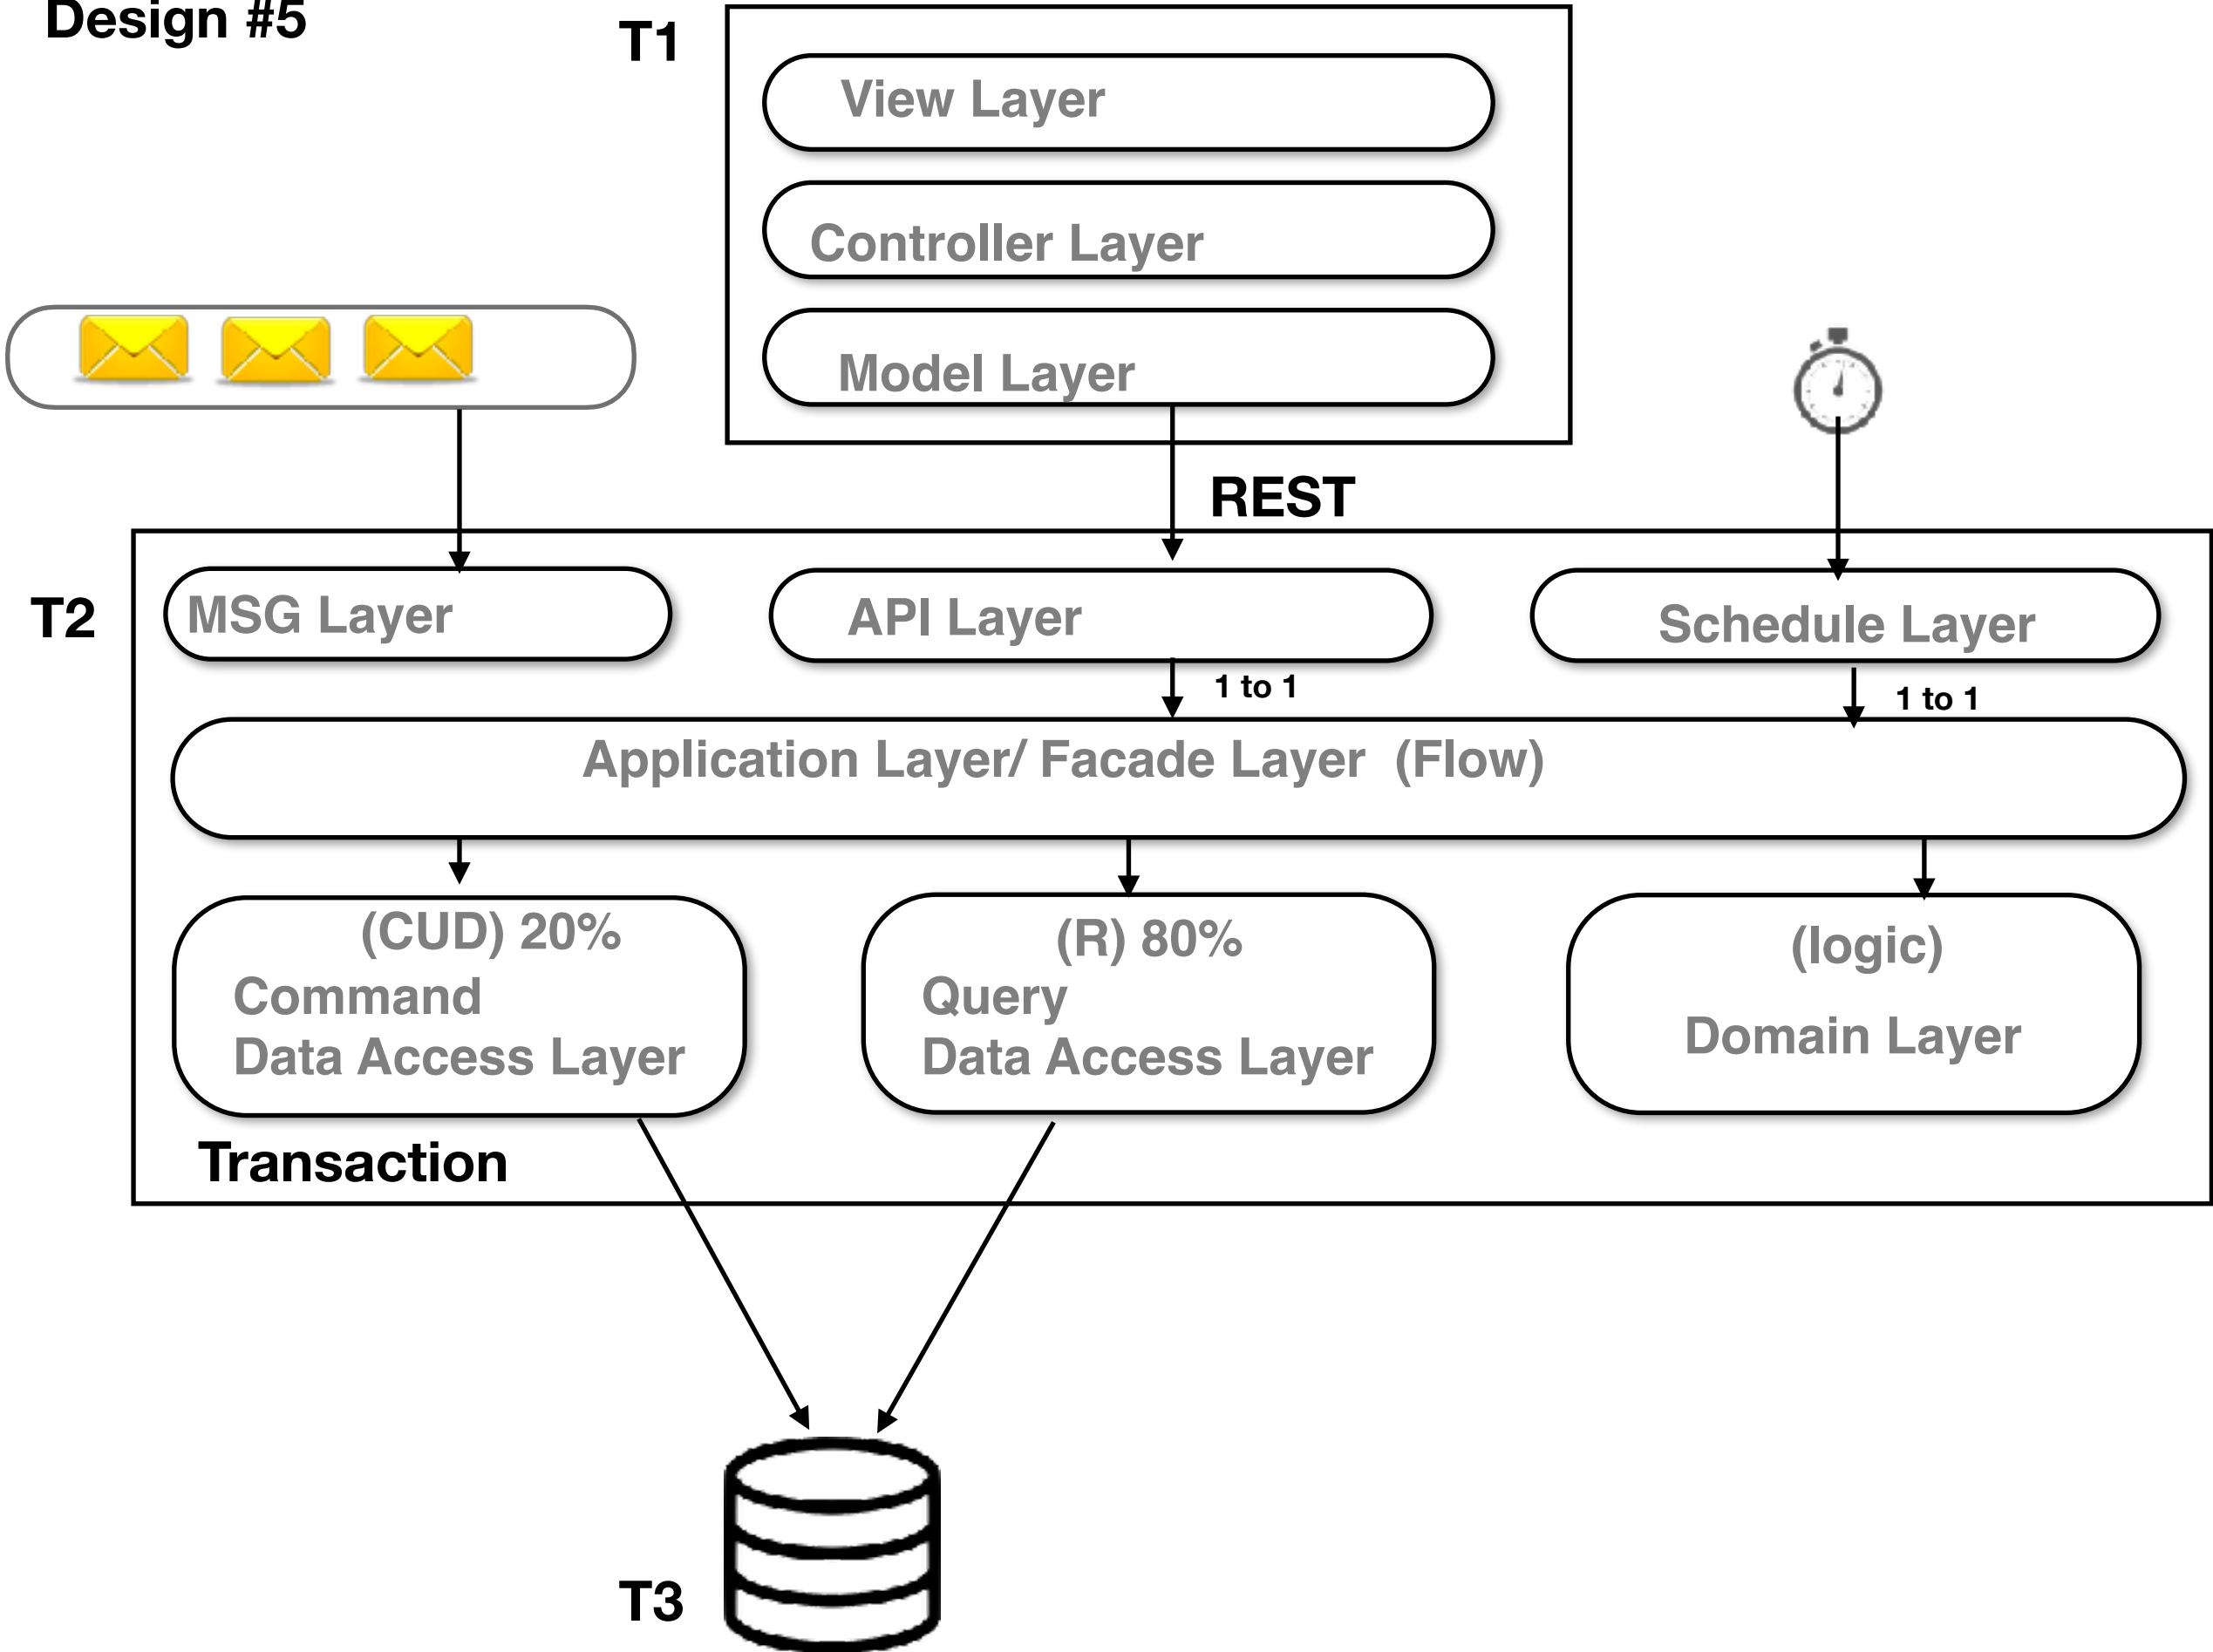 Design #5
T1
View Layer
Controller Layer
Model Layer
REST
T2
MSG Layer
API Layer
Schedule Layer
1 to 1
1 to 1
Application Layer/ Facade Layer (Flow)
(CUD) 20%
Command
Data Access Layer
(R) 80%
Query
Data Access Layer
(logic)
Domain Layer
Transaction
T3